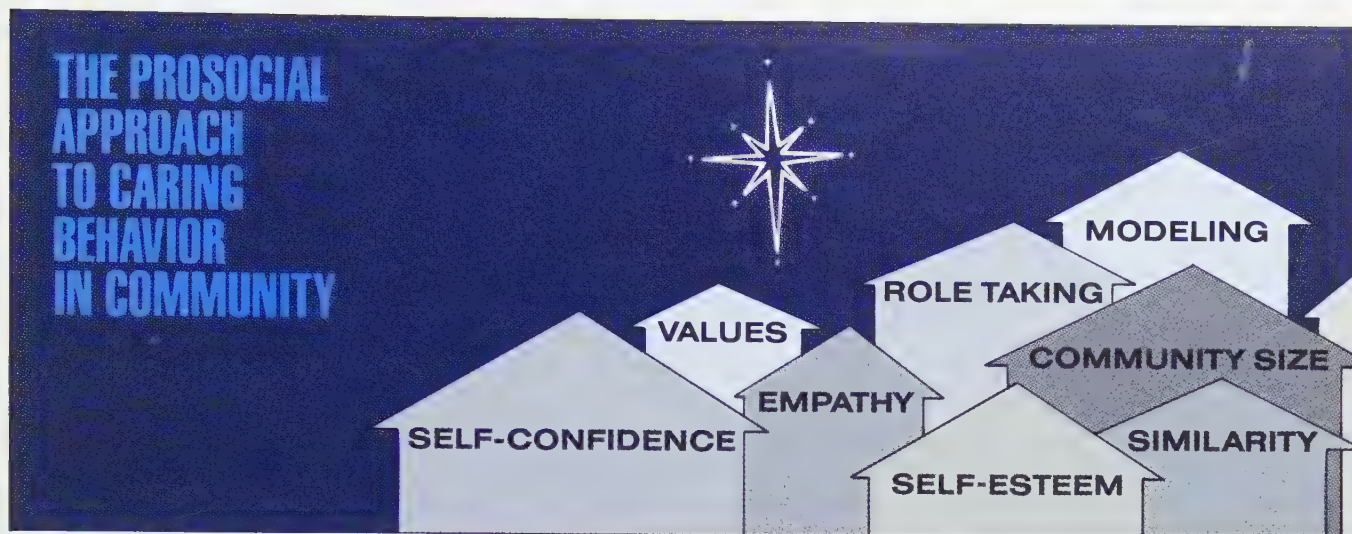 THE PROSOCIAL
APPROACH
TO CARING
BEHAVIOR
IN COMMUNITY
MODELING
ROLE TAKING
VALUES
COMMUNITY SIZE
EMPATHY
SELF-CONFIDENCE
SIMILARITY
SELF-ESTEEM